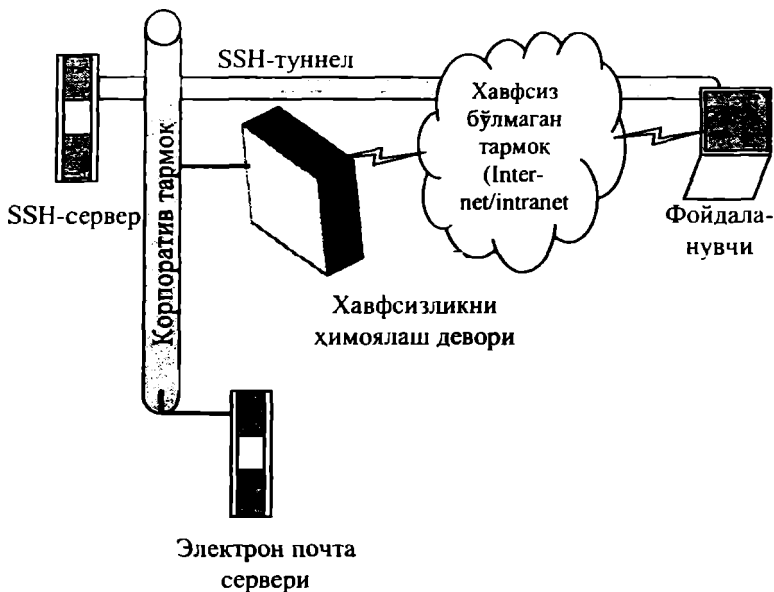 SSH-туннел
Хавфсиз
бўлмаган
тармоқ
(Inter-
net/intranet
SSH-сервер
Корпоратив тармок
Фойдала-
нувчи
Хавфсизликни
ҳимоялаш девори
Электрон почта
сервери